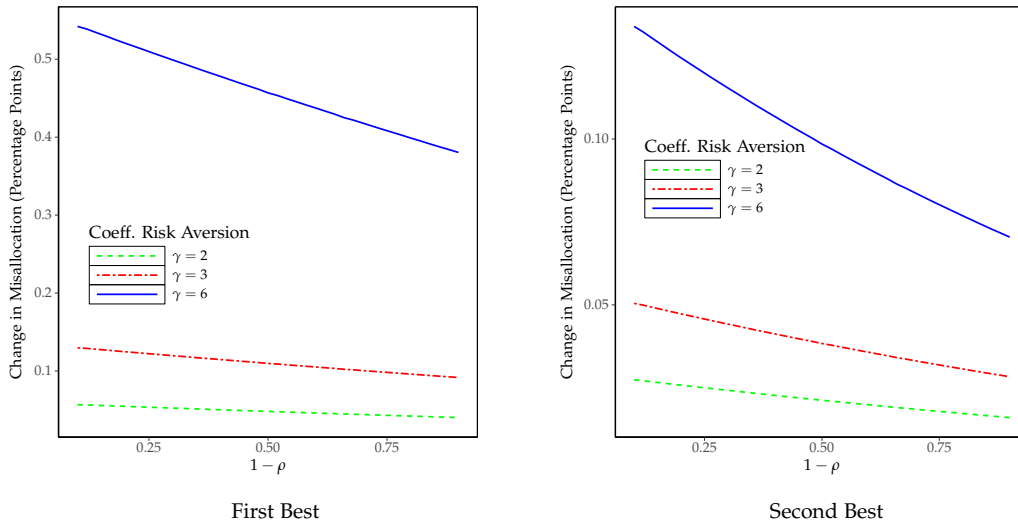 Change in Misallocation (Percentage Points)
0.5
0.4
0.3
0.2
0.1
Coeff. Risk Aversion
γ = 2
γ = 3
γ = 6
0.25 0.50 0.75
1 − ρ
First Best
Change in Misallocation (Percentage Points)
0.10
0.05
Coeff. Risk Aversion
γ = 2
γ = 3
γ = 6
0.25 0.50 0.75
1 − ρ
Second Best